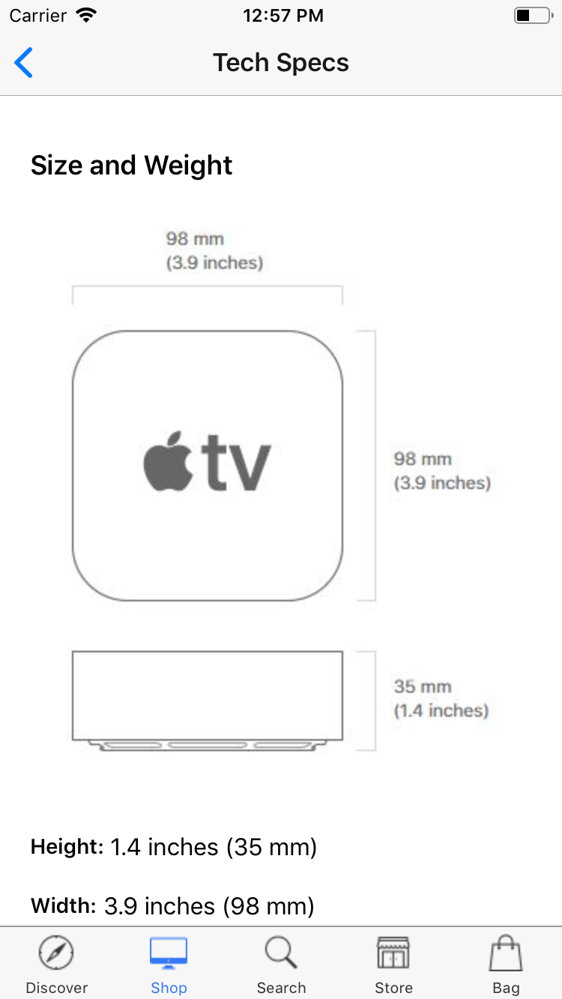 Carrier 12:57 PM
Tech Specs
Size and Weight
98 mm
(3.9 inches)
tv
98 mm
(3.9 inches)
35 mm
(1.4 inches)
Height: 1.4 inches (35 mm)
Width: 3.9 inches (98 mm)
Discover Shop Search Store Bag